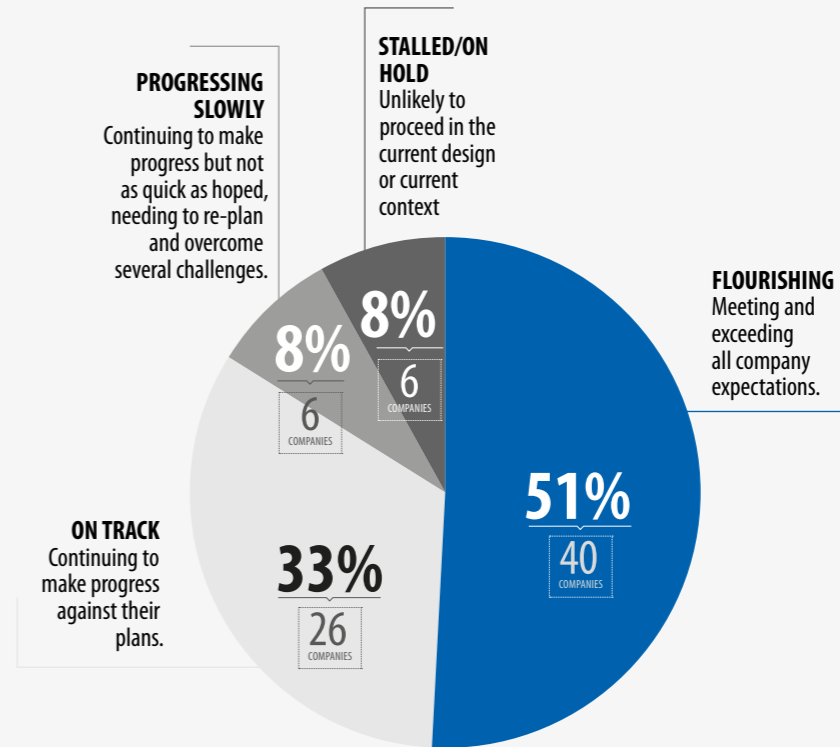 STALLED/ON
HOLD
Unlikely to
proceed in the
current design
or current
context
PROGRESSING
SLOWLY
Continuing to make
progress but not
as quick as hoped,
needing to re-plan
and overcome
several challenges.
FLOURISHING
Meeting and
exceeding
all company
expectations.
8%
6
COMPANIES
8%
6
COMPANIES
51%
40
COMPANIES
ON TRACK
Continuing to
make progress
against their
plans.
33%
26
COMPANIES